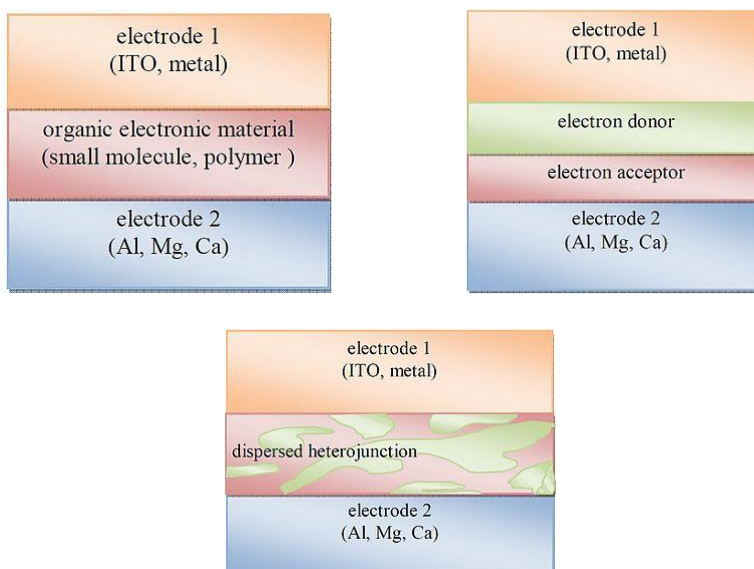 electrode 1
(ITO, metal)
organic electronic material
(small molecule, polymer )
electrode 2
(Al, Mg, Ca)
electrode 1
(ITO, metal)
electron donor
electron acceptor
electrode 2
(Al, Mg, Ca)
electrode 1
(ITO, metal)
dispersed heterojunction
electrode 2
(Al, Mg, Ca)